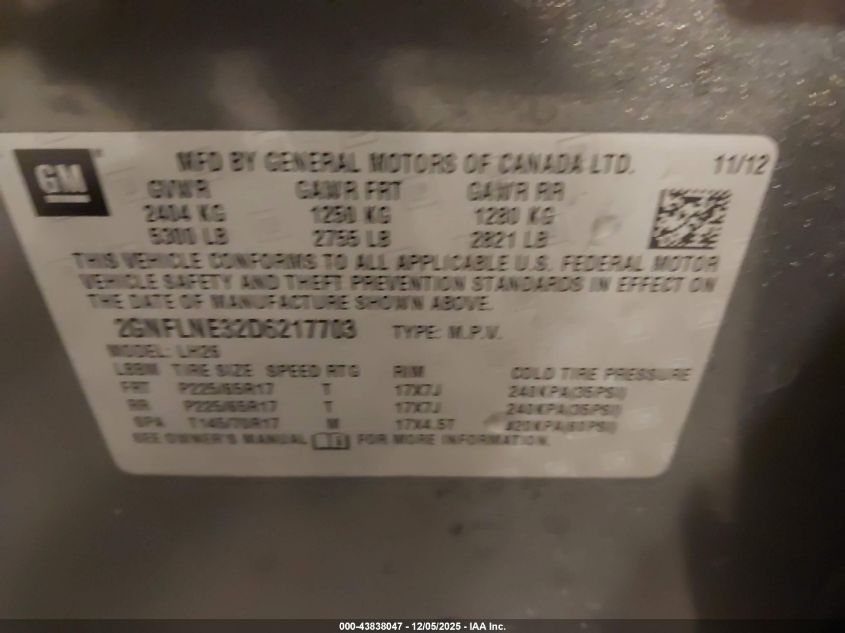 GM
MFD BY GENERAL MOTORS OF CANADA LTD. 11/12
GVWR GAWR FRT GAWR RR
2404 KG 1250 KG 1280 KG
5300 LB 2755 LB 2821 LB
THIS VEHICLE CONFORMS TO ALL APPLICABLE U.S. FEDERAL MOTOR
VEHICLE SAFETY AND THEFT PREVENTION STANDARDS IN EFFECT ON
THE DATE OF MANUFACTURE SHOWN ABOVE.
2GNFLNE32D6217703 TYPE: M.P.V.
MODEL: LH26
TIRE SIZE SPEED RTG RIM COLD TIRE PRESSURE
FRT P225/65R17 T 17X7J 240KPA(35PSI)
RR P225/65R17 T 17X7J 240KPA(35PSI)
SPA T145/70R17 M 17X4.5T 420KPA(60PSI)
SEE OWNER'S MANUAL FOR MORE INFORMATION.
000-43838047 - 12/05/2025 - IAA Inc.